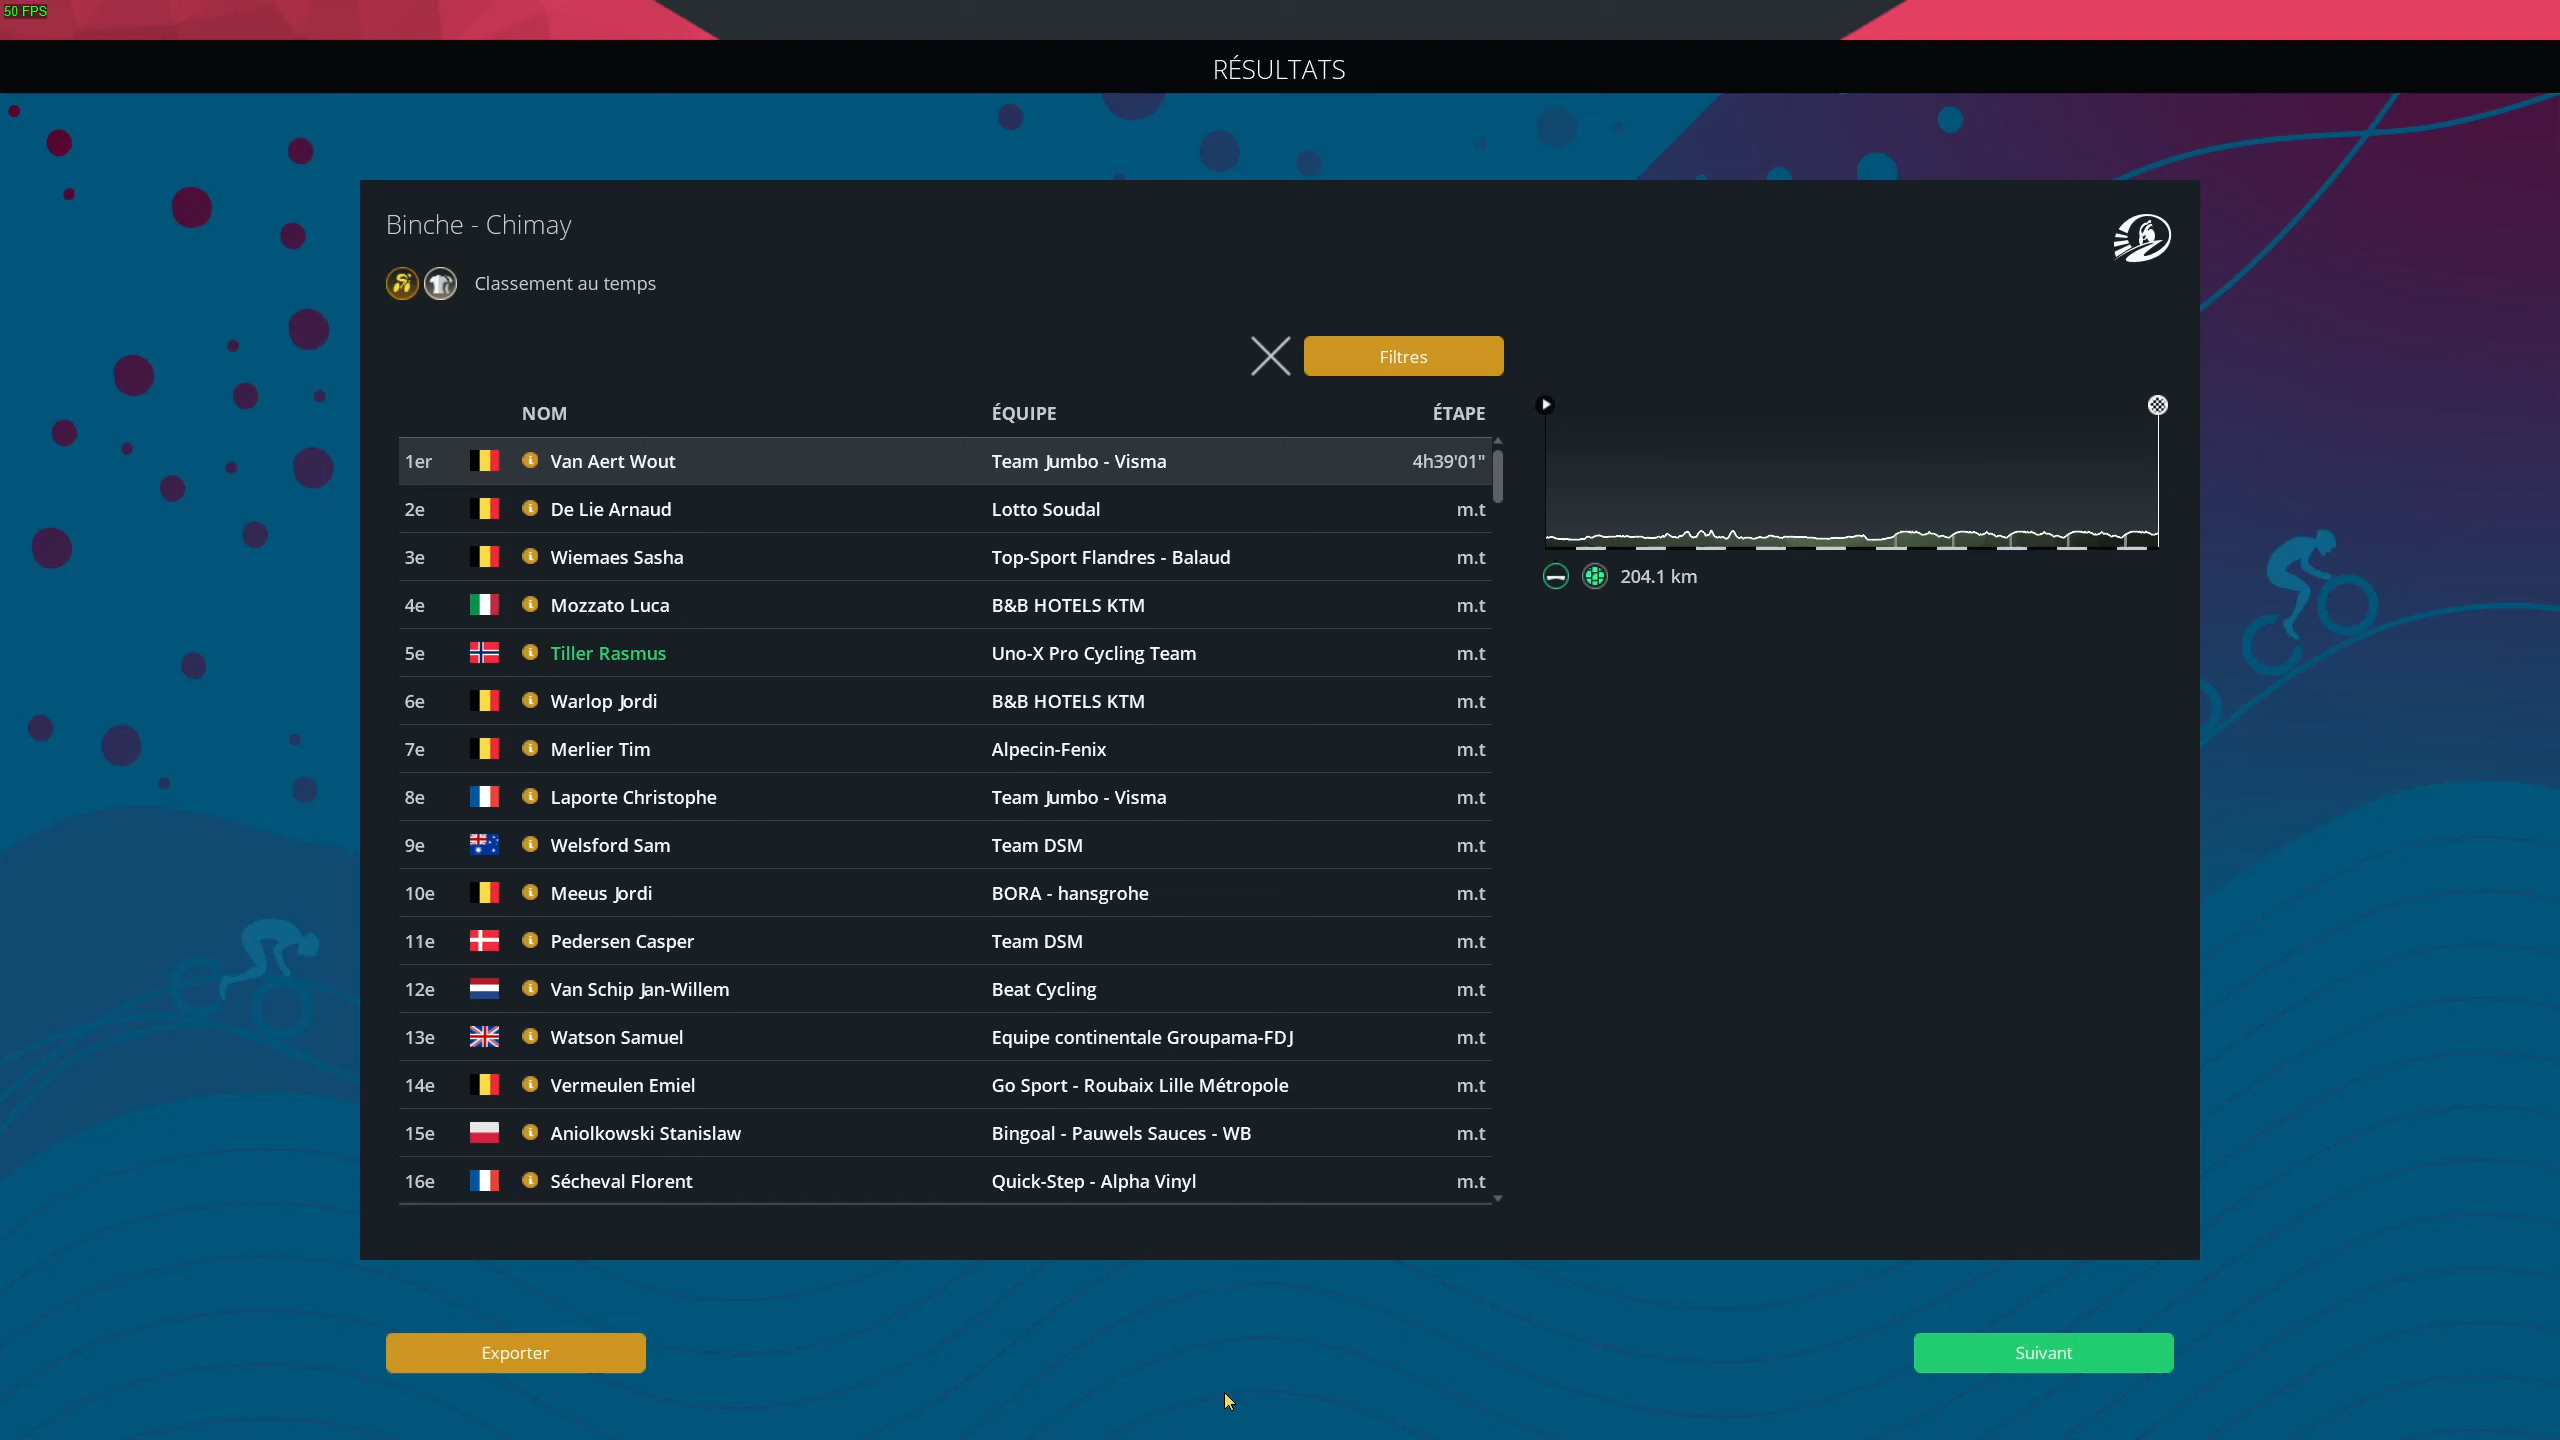 50 FPS
RÉSULTATS
Binche - Chimay
Classement au temps
Filtres
NOM ÉQUIPE ÉTAPE
1er Van Aert Wout Team Jumbo - Visma 4h39'01"
2e De Lie Arnaud Lotto Soudal m.t
3e Wiemaes Sasha Top-Sport Flandres - Balaud m.t
4e Mozzato Luca B&B HOTELS KTM m.t
5e Tiller Rasmus Uno-X Pro Cycling Team m.t
6e Warlop Jordi B&B HOTELS KTM m.t
7e Merlier Tim Alpecin-Fenix m.t
8e Laporte Christophe Team Jumbo - Visma m.t
9e Welsford Sam Team DSM m.t
10e Meeus Jordi BORA - hansgrohe m.t
11e Pedersen Casper Team DSM m.t
12e Van Schip Jan-Willem Beat Cycling m.t
13e Watson Samuel Equipe continentale Groupama-FDJ m.t
14e Vermeulen Emiel Go Sport - Roubaix Lille Métropole m.t
15e Aniolkowski Stanislaw Bingoal - Pauwels Sauces - WB m.t
16e Sécheval Florent Quick-Step - Alpha Vinyl m.t
204.1 km
Exporter
Suivant